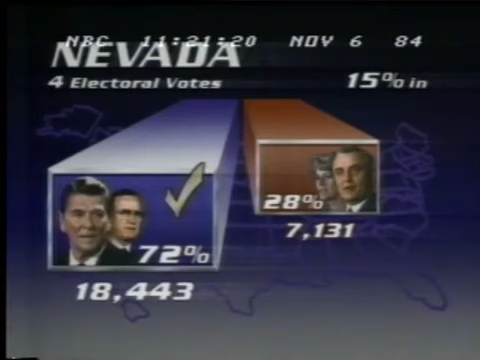 NBC 11:21:20 NOV 6 84
NEVADA
4 Electoral Votes 15% in
72%
18,443
28%
7,131